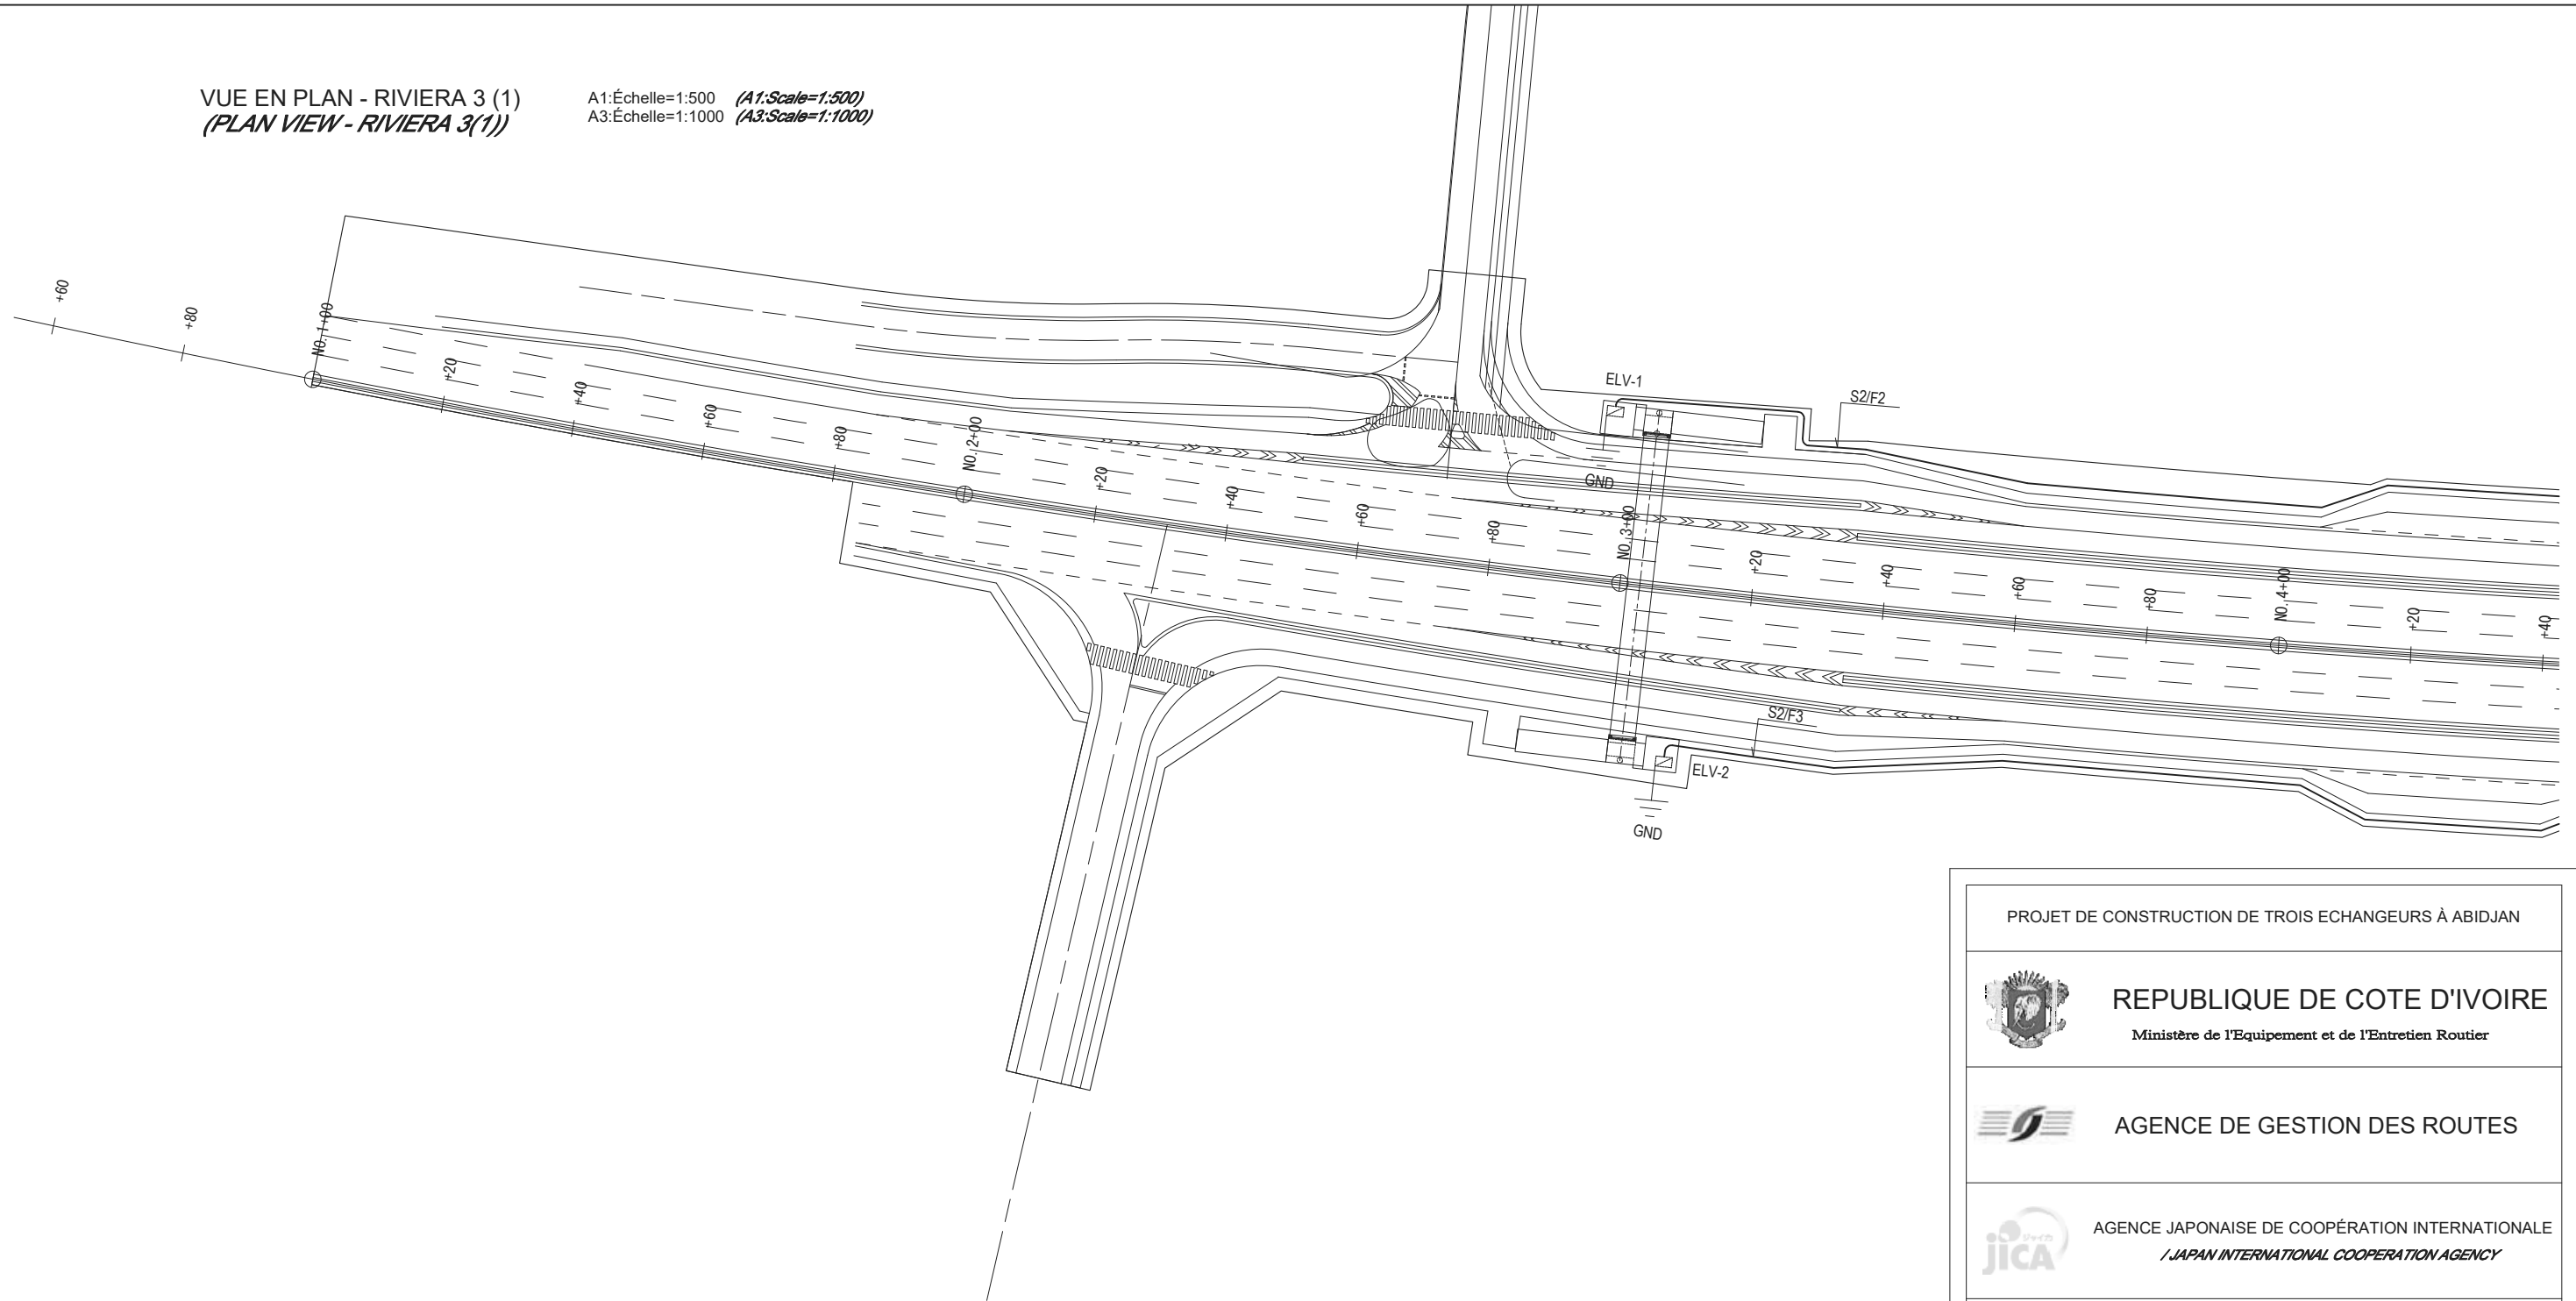 VUE EN PLAN - RIVIERA 3 (1)
(PLAN VIEW - RIVIERA 3(1))
A1:Échelle=1:500 (A1:Scale=1:500)
A3:Échelle=1:1000 (A3:Scale=1:1000)
+60
+80
NO.1+00
+20
+40
+60
+80
NO.2+00
+20
+40
+60
+80
NO.3+00
+20
+40
+60
+80
NO.4+00
+20
+40
ELV-1
S2/F2
GND
S2/F3
ELV-2
GND
PROJET DE CONSTRUCTION DE TROIS ECHANGEURS À ABIDJAN
REPUBLIQUE DE COTE D'IVOIRE
Ministère de l'Equipement et de l'Entretien Routier
AGENCE DE GESTION DES ROUTES
ジャイカ
JICA
AGENCE JAPONAISE DE COOPÉRATION INTERNATIONALE
/ JAPAN INTERNATIONAL COOPERATION AGENCY